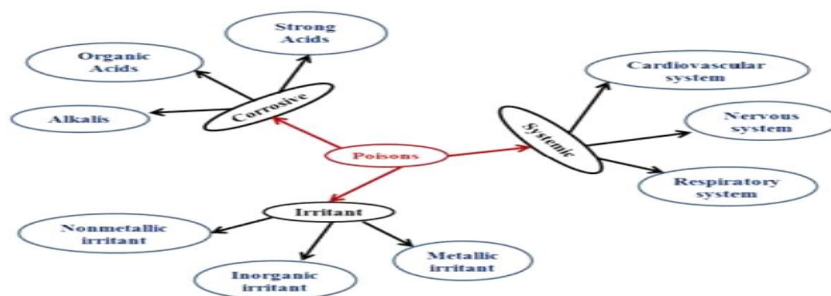 Strong
Acids
Organic
Acids
Alkalis
Corrosive
Poisons
Systemic
Cardiovascular
system
Nervous
system
Respiratory
system
Irritant
Nonmetallic
irritant
Inorganic
irritant
Metallic
irritant